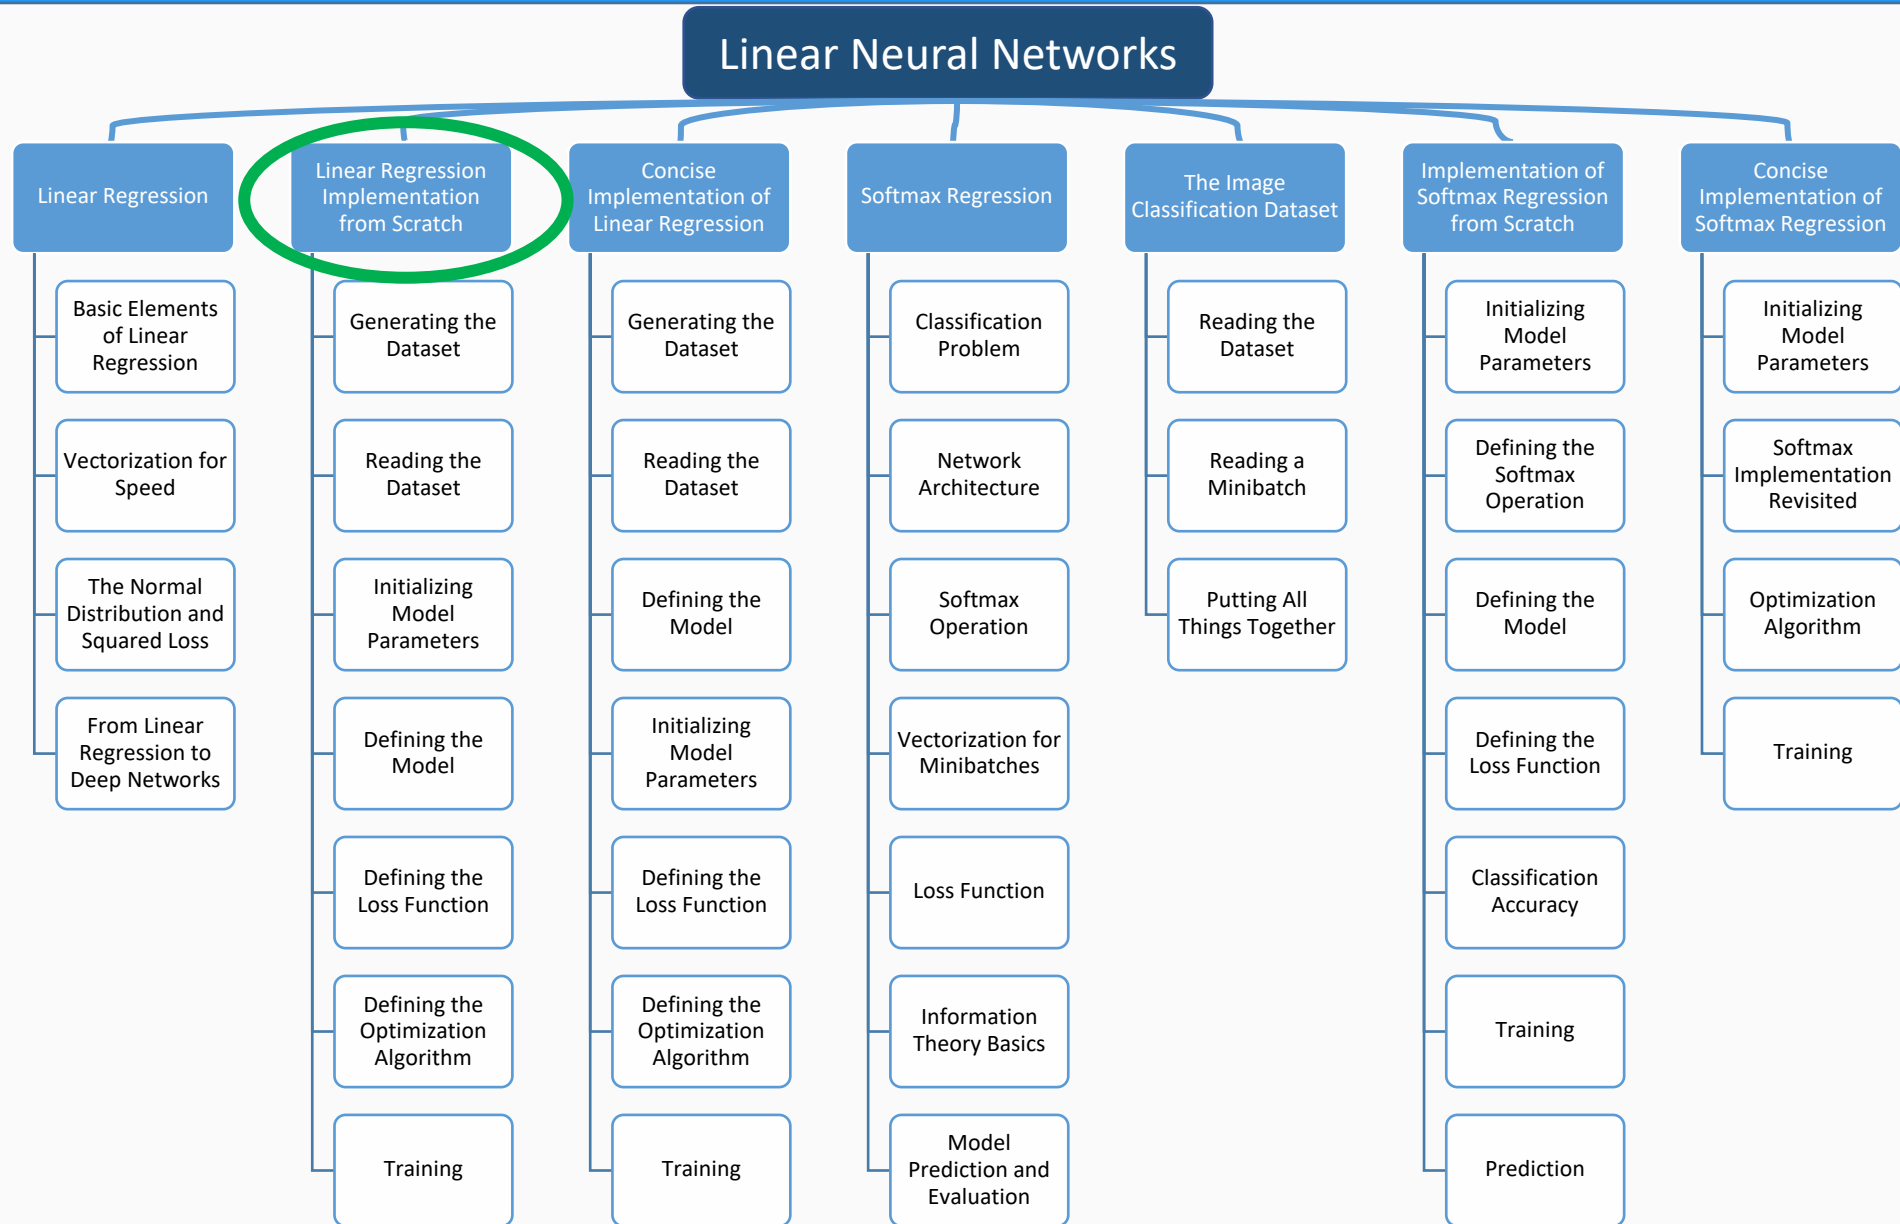 Linear Neural Networks
Linear Regression
Basic Elements
of Linear
Regression
Vectorization for
Speed
The Normal
Distribution and
Squared Loss
From Linear
Regression to
Deep Networks
Linear Regression
Implementation
from Scratch
Generating the
Dataset
Reading the
Dataset
Initializing
Model
Parameters
Defining the
Model
Defining the
Loss Function
Defining the
Optimization
Algorithm
Training
Concise
Implementation of
Linear Regression
Generating the
Dataset
Reading the
Dataset
Defining the
Model
Initializing
Model
Parameters
Defining the
Loss Function
Defining the
Optimization
Algorithm
Training
Softmax Regression
Classification
Problem
Network
Architecture
Softmax
Operation
Vectorization for
Minibatches
Loss Function
Information
Theory Basics
Model
Prediction and
Evaluation
The Image
Classification Dataset
Reading the
Dataset
Reading a
Minibatch
Putting All
Things Together
Implementation of
Softmax Regression
from Scratch
Initializing
Model
Parameters
Defining the
Softmax
Operation
Defining the
Model
Defining the
Loss Function
Classification
Accuracy
Training
Prediction
Concise
Implementation of
Softmax Regression
Initializing
Model
Parameters
Softmax
Implementation
Revisited
Optimization
Algorithm
Training